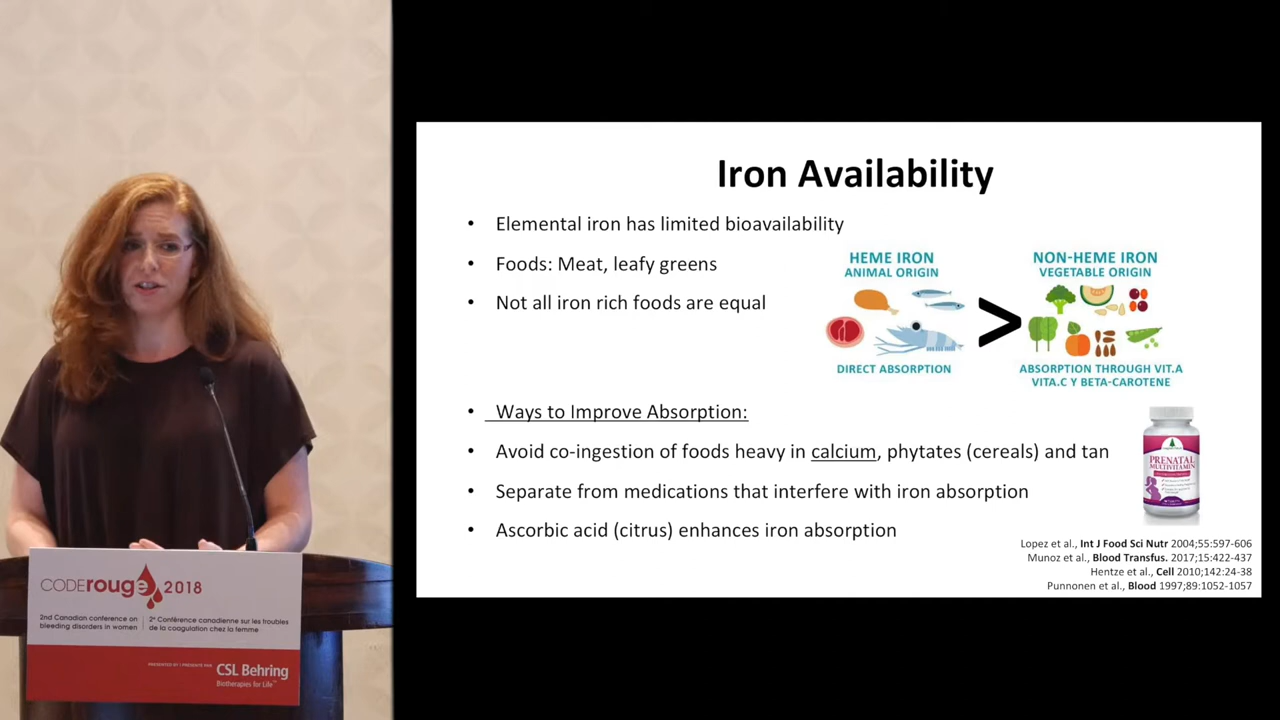 Iron Availability
• Elemental iron has limited bioavailability
• Foods: Meat, leafy greens
• Not all iron rich foods are equal
HEME IRON
ANIMAL ORIGIN
DIRECT ABSORPTION
>
NON-HEME IRON
VEGETABLE ORIGIN
ABSORPTION THROUGH VIT.A
VITA.C Y BETA-CAROTENE
• Ways to Improve Absorption:
• Avoid co-ingestion of foods heavy in calcium, phytates (cereals) and tan
• Separate from medications that interfere with iron absorption
• Ascorbic acid (citrus) enhances iron absorption
PRENATAL
MULTIVITAMIN
Lopez et al., Int J Food Sci Nutr 2004;55:597-606
Munoz et al., Blood Transfus. 2017;15:422-437
Hentze et al., Cell 2010;142:24-38
Punnonen et al., Blood 1997;89:1052-1057
CODErouge 2018
2nd Canadian conference on
bleeding disorders in women
2e Conférence canadienne sur les troubles
de la coagulation chez la femme
PRESENTED BY | PRÉSENTÉ PAR
CSL Behring
Biotherapies for Life™